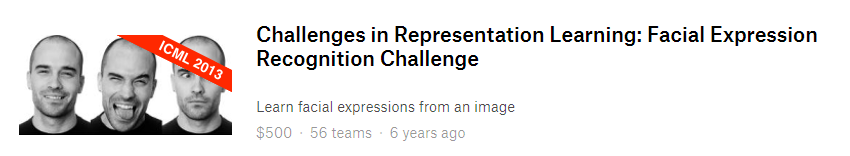 ICML 2013
Challenges in Representation Learning: Facial Expression
Recognition Challenge
Learn facial expressions from an image
$500 · 56 teams · 6 years ago